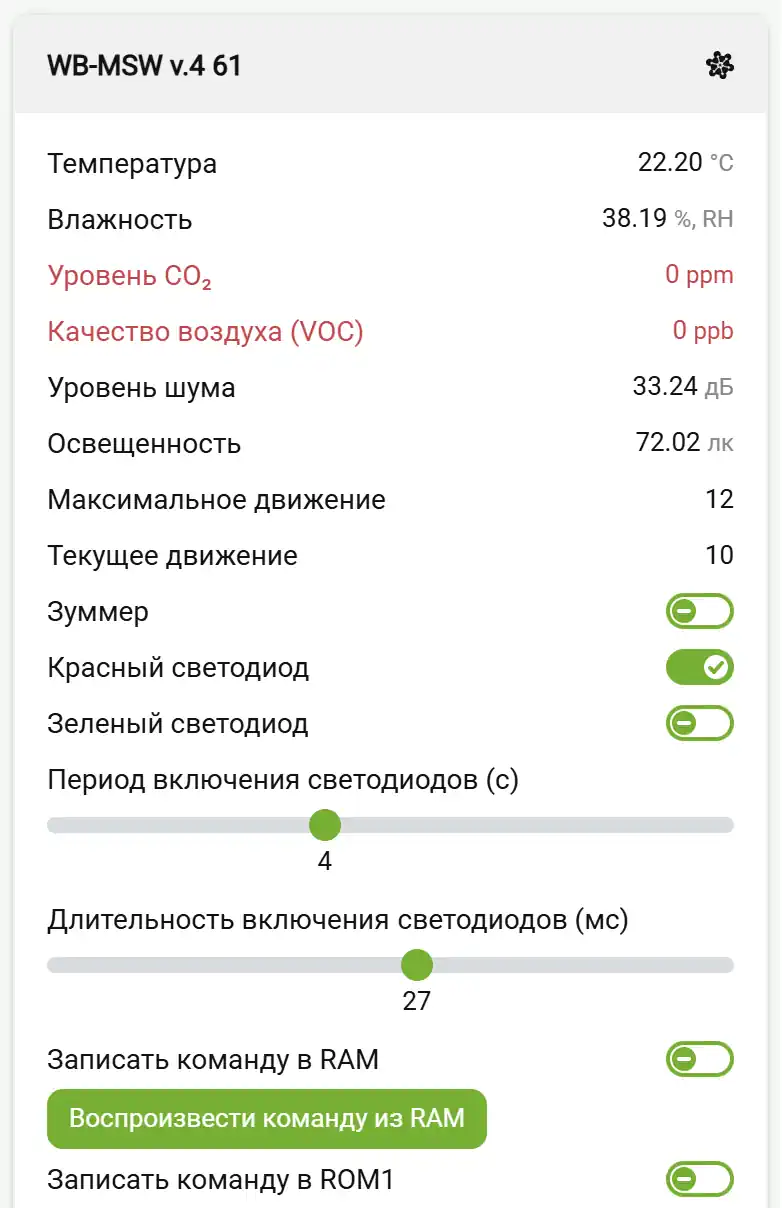 WB-MSW v.4 61
Температура 22.20 °C
Влажность 38.19 %, RH
Уровень CO₂ 0 ppm
Качество воздуха (VOC) 0 ppb
Уровень шума 33.24 дБ
Освещенность 72.02 лк
Максимальное движение 12
Текущее движение 10
Зуммер
Красный светодиод
Зеленый светодиод
Период включения светодиодов (с)
4
Длительность включения светодиодов (мс)
27
Записать команду в RAM
Воспроизвести команду из RAM
Записать команду в ROM1